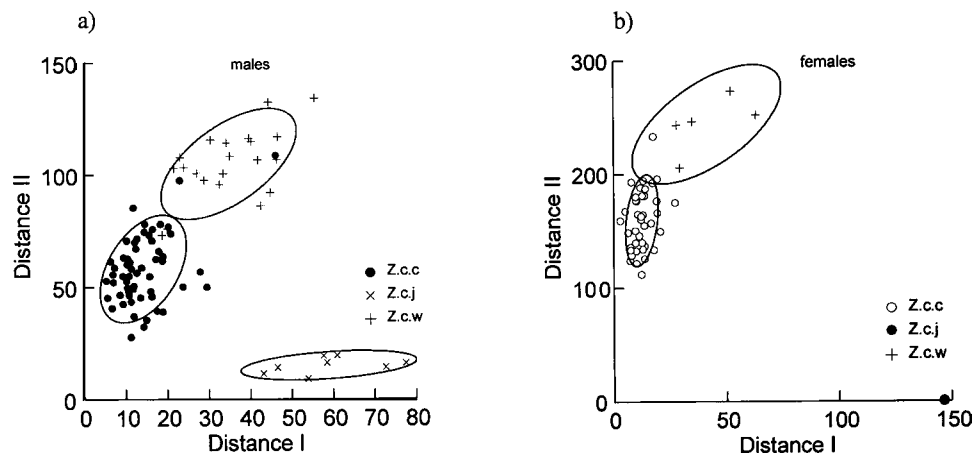 a)
males
150
100
50
0
0 10 20 30 40 50 60 70 80
Distance II
Distance I
Z.c.c
Z.c.j
Z.c.w
b)
females
300
200
100
0
0 50 100 150
Distance II
Distance I
Z.c.c
Z.c.j
Z.c.w